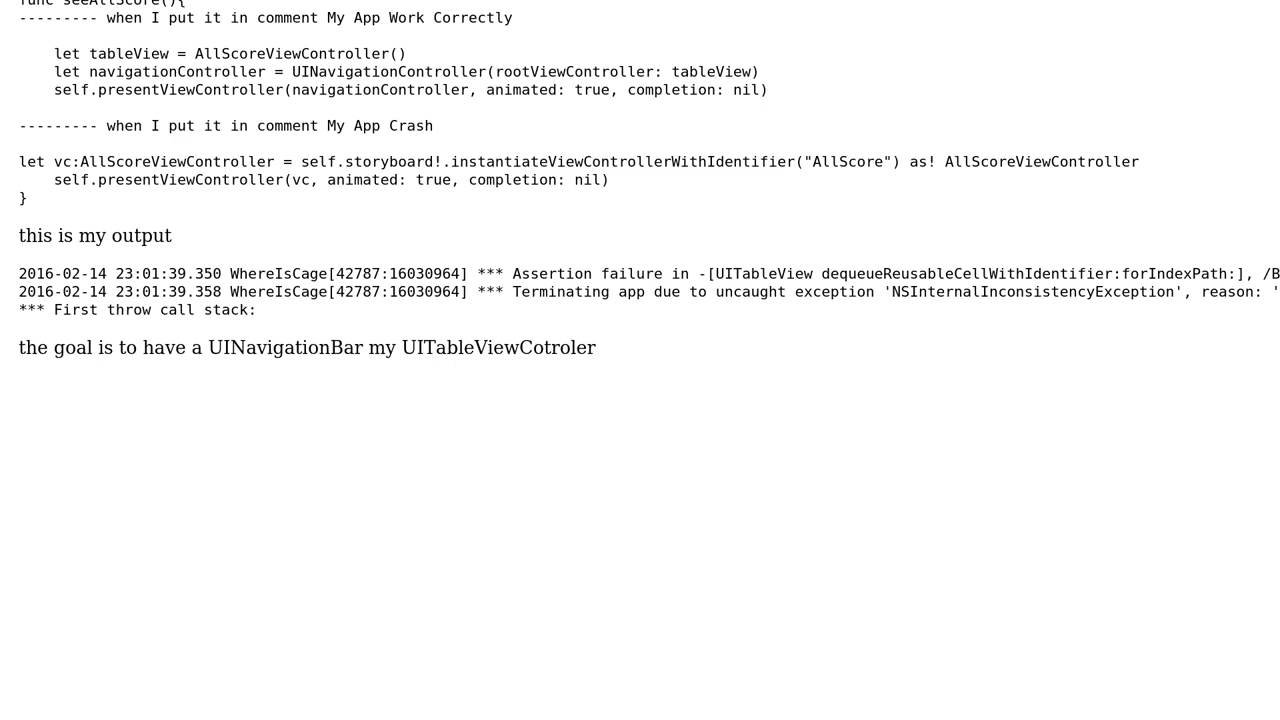 func seeAllScore(){
--------- when I put it in comment My App Work Correctly
    let tableView = AllScoreViewController()
    let navigationController = UINavigationController(rootViewController: tableView)
    self.presentViewController(navigationController, animated: true, completion: nil)
--------- when I put it in comment My App Crash
let vc:AllScoreViewController = self.storyboard!.instantiateViewControllerWithIdentifier("AllScore") as! AllScoreViewController
    self.presentViewController(vc, animated: true, completion: nil)
}
this is my output
2016-02-14 23:01:39.350 WhereIsCage[42787:16030964] *** Assertion failure in -[UITableView dequeueReusableCellWithIdentifier:forIndexPath:], /B
2016-02-14 23:01:39.358 WhereIsCage[42787:16030964] *** Terminating app due to uncaught exception 'NSInternalInconsistencyException', reason: '
*** First throw call stack:
the goal is to have a UINavigationBar my UITableViewCotroler